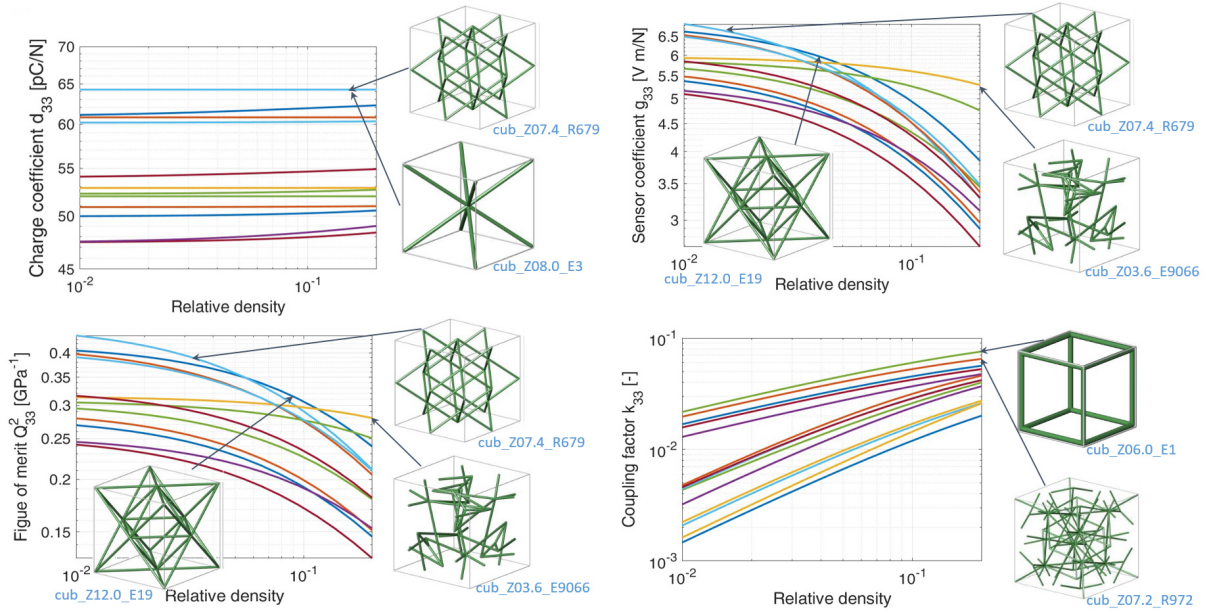 70
65
60
55
50
45
10^-2
10^-1
Charge coefficient d_33 [pC/N]
Relative density
cub_Z07.4_R679
cub_Z08.0_E3
6.5
6
5.5
5
4.5
4
3.5
3
10^-2
10^-1
Sensor coefficient g_33 [V m/N]
Relative density
cub_Z07.4_R679
cub_Z12.0_E19
cub_Z03.6_E9066
0.4
0.35
0.3
0.25
0.2
0.15
10^-2
10^-1
Figue of merit Q^2_33 [GPa^-1]
Relative density
cub_Z07.4_R679
cub_Z12.0_E19
cub_Z03.6_E9066
10^-1
10^-2
10^-3
10^-2
10^-1
Coupling factor k_33 [-]
Relative density
cub_Z06.0_E1
cub_Z07.2_R972